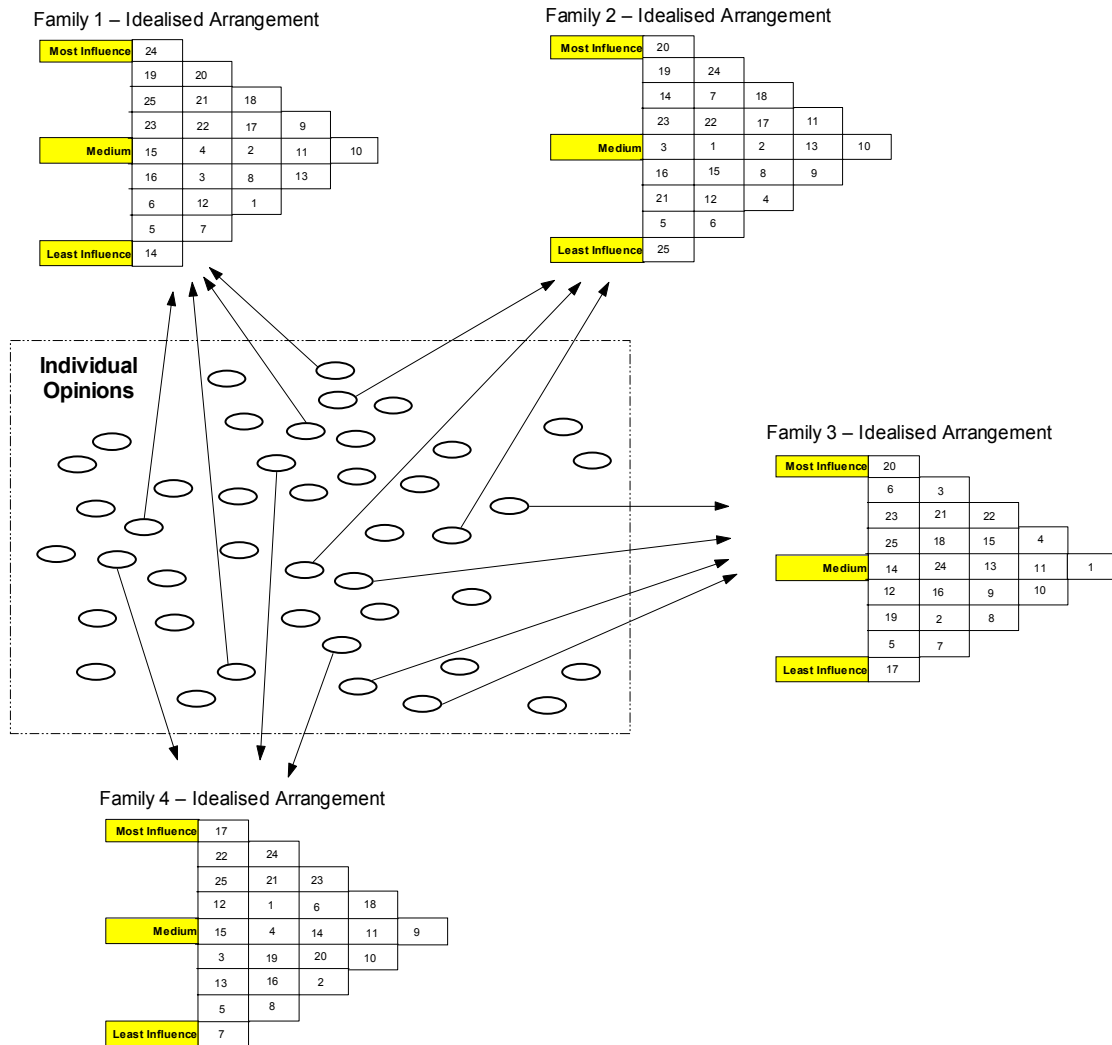 Family 1 – Idealised Arrangement
Most Influence 24
19 20
25 21 18
23 22 17 9
Medium 15 4 2 11 10
16 3 8 13
6 12 1
5 7
Least Influence 14
Family 2 – Idealised Arrangement
Most Influence 20
19 24
14 7 18
23 22 17 11
Medium 3 1 2 13 10
16 15 8 9
21 12 4
5 6
Least Influence 25
Individual
Opinions
Family 3 – Idealised Arrangement
Most Influence 20
6 3
23 21 22
25 18 15 4
Medium 14 24 13 11 1
12 16 9 10
19 2 8
5 7
Least Influence 17
Family 4 – Idealised Arrangement
Most Influence 17
22 24
25 21 23
12 1 6 18
Medium 15 4 14 11 9
3 19 20 10
13 16 2
5 8
Least Influence 7